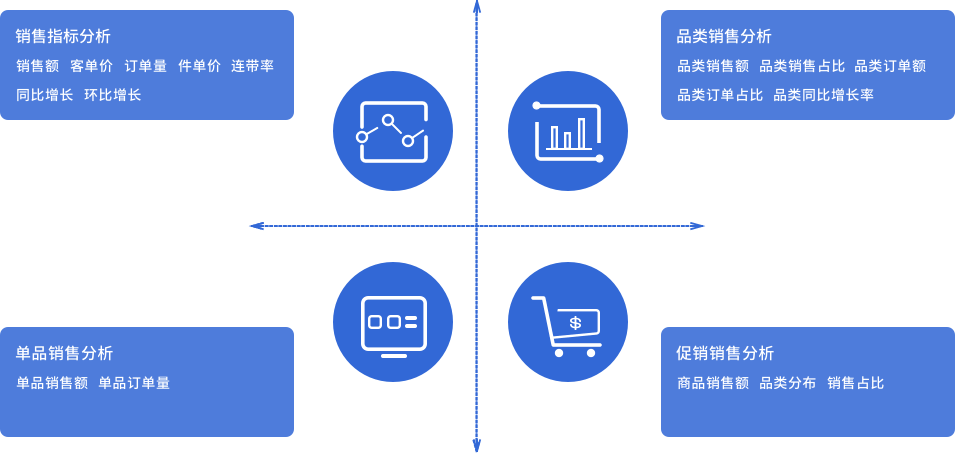 销售指标分析
销售额 客单价 订单量 件单价 连带率
同比增长 环比增长
品类销售分析
品类销售额 品类销售占比 品类订单额
品类订单占比 品类同比增长率
单品销售分析
单品销售额 单品订单量
促销销售分析
商品销售额 品类分布 销售占比